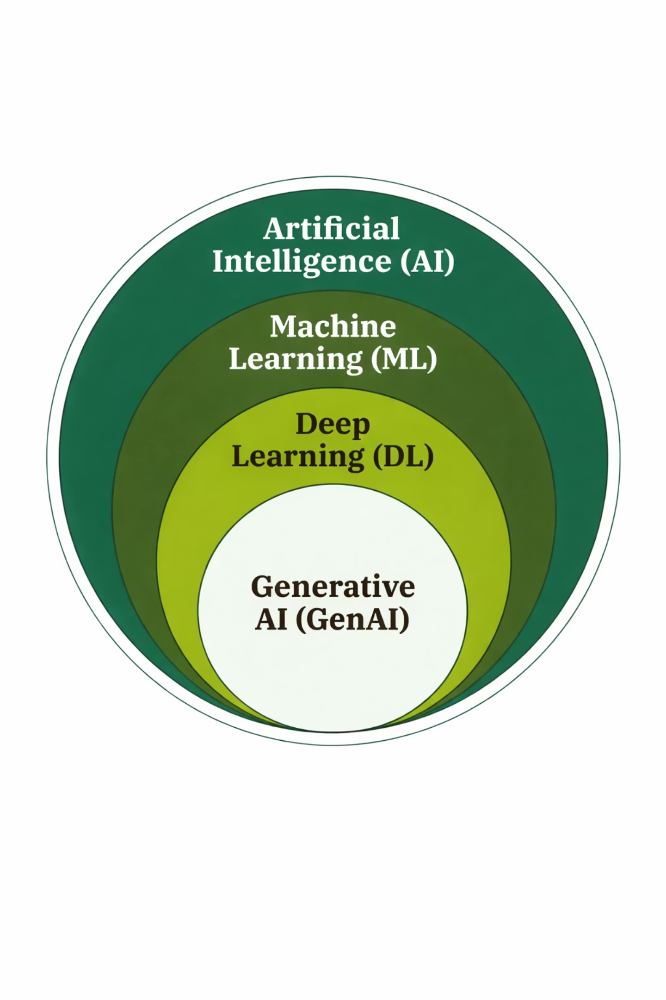 Artificial
Intelligence (AI)
Machine
Learning (ML)
Deep
Learning (DL)
Generative
AI (GenAI)